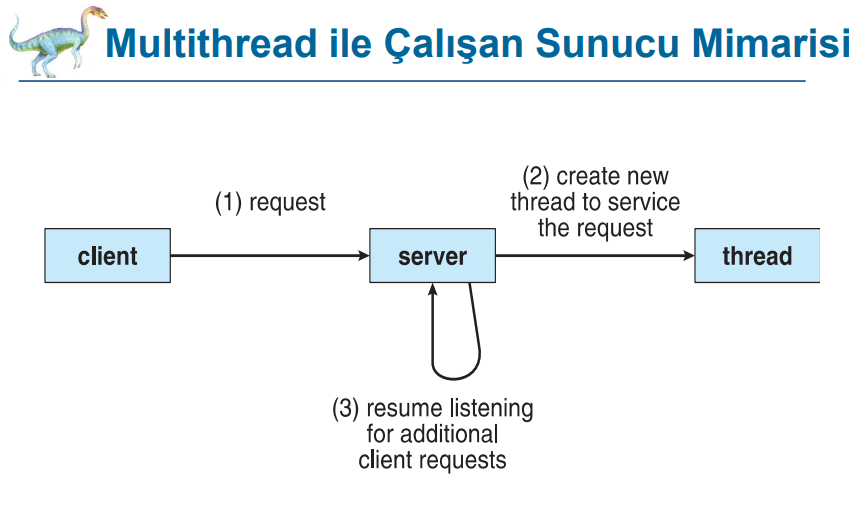 Multithread ile Çalışan Sunucu Mimarisi
(1) request
(2) create new
thread to service
the request
client
server
thread
(3) resume listening
for additional
client requests